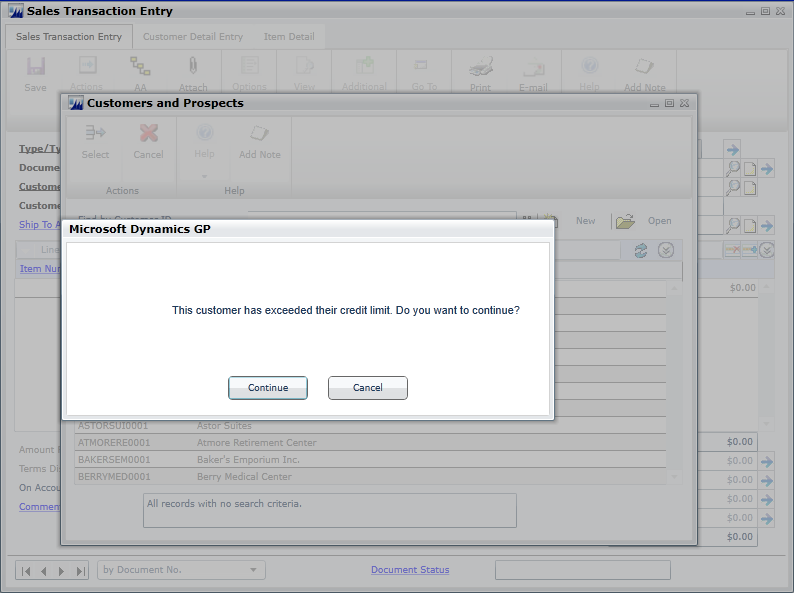 Sales Transaction Entry
Sales Transaction Entry Customer Detail Entry Item Detail
Save Actions AA Attach Options View Additional Go To Print E-mail Help Add Note
Customers and Prospects
Select Cancel Help Add Note
Actions Help
Type/Ty
Docume
Custome
Custome
Ship To A
Find by Customer ID
New Open
Line
Item Nu
$0.00
Microsoft Dynamics GP
This customer has exceeded their credit limit. Do you want to continue?
Continue Cancel
ASTORSUI0001 Astor Suites
ATMORERE0001 Atmore Retirement Center
BAKERSEM0001 Baker's Emporium Inc.
BERRYMED0001 Berry Medical Center
All records with no search criteria.
Amount
Terms Dis
On Accou
Commen
$0.00
$0.00
$0.00
$0.00
$0.00
$0.00
by Document No. Document Status